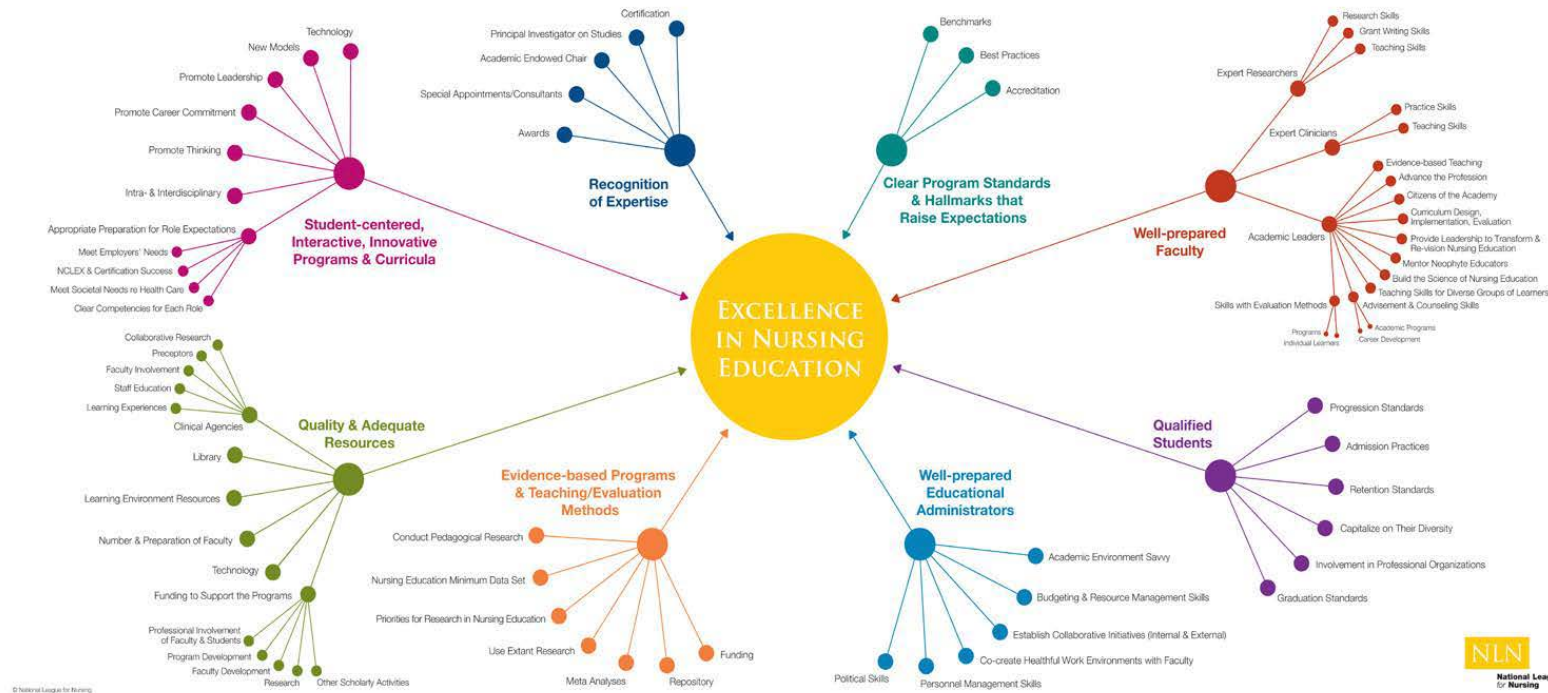 Technology
New Models
Promote Leadership
Promote Career Commitment
Promote Thinking
Intra- & Interdisciplinary
Appropriate Preparation for Role Expectations
Meet Employers' Needs
NCLEX & Certification Success
Meet Societal Needs re Health Care
Clear Competencies for Each Role
Student-centered,
Interactive, Innovative
Programs & Curricula
Certification
Principal Investigator on Studies
Academic Endowed Chair
Special Appointments/Consultants
Awards
Recognition
of Expertise
Benchmarks
Best Practices
Accreditation
Clear Program Standards
& Hallmarks that
Raise Expectations
Research Skills
Grant Writing Skills
Teaching Skills
Expert Researchers
Practice Skills
Teaching Skills
Expert Clinicians
Evidence-based Teaching
Advance the Profession
Citizens of the Academy
Curriculum Design,
Implementation, Evaluation
Provide Leadership to Transform &
Re-vision Nursing Education
Mentor Neophyte Educators
Build the Science of Nursing Education
Teaching Skills for Diverse Groups of Learners
Advisement & Counseling Skills
Academic Programs
Career Development
Academic Leaders
Skills with Evaluation Methods
Programs
Individual Learners
Well-prepared
Faculty
EXCELLENCE
IN NURSING
EDUCATION
Collaborative Research
Preceptors
Faculty Involvement
Staff Education
Learning Experiences
Clinical Agencies
Library
Learning Environment Resources
Number & Preparation of Faculty
Technology
Funding to Support the Programs
Professional Involvement
of Faculty & Students
Program Development
Faculty Development
Research
Other Scholarly Activities
Quality & Adequate
Resources
Evidence-based Programs
& Teaching/Evaluation
Methods
Conduct Pedagogical Research
Nursing Education Minimum Data Set
Priorities for Research in Nursing Education
Use Extant Research
Meta Analyses
Repository
Funding
Well-prepared
Educational
Administrators
Academic Environment Savvy
Budgeting & Resource Management Skills
Establish Collaborative Initiatives (Internal & External)
Co-create Healthful Work Environments with Faculty
Personnel Management Skills
Political Skills
Qualified
Students
Progression Standards
Admission Practices
Retention Standards
Capitalize on Their Diversity
Involvement in Professional Organizations
Graduation Standards
© National League for Nursing
NLN
National Lea
for Nursing